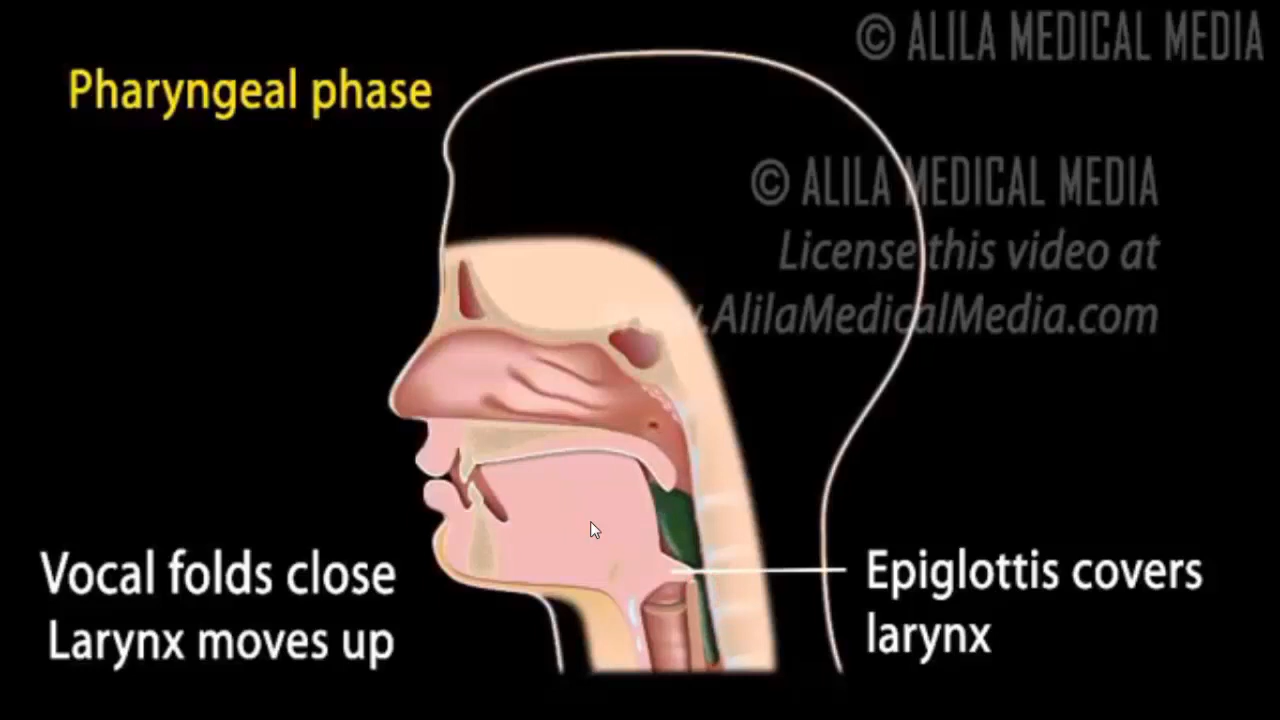 © ALILA MEDICAL MEDIA
Pharyngeal phase
© ALILA MEDICAL MEDIA
License this video at
.AlilaMedicalMedia.com
Vocal folds close
Larynx moves up
Epiglottis covers
larynx